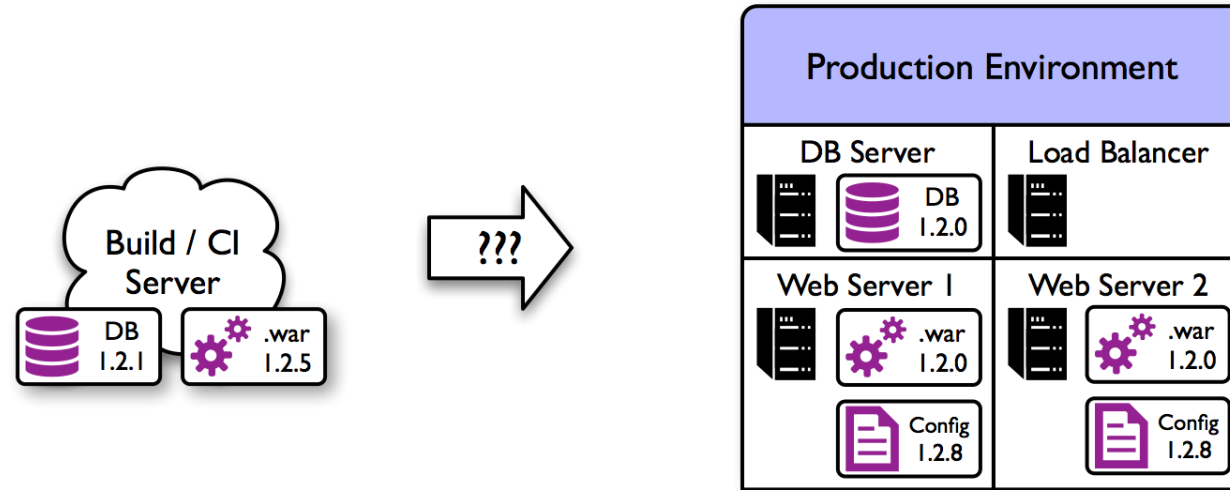 Build / CI
Server
DB
1.2.1
.war
1.2.5
???
Production Environment
DB Server
DB
1.2.0
Load Balancer
Web Server 1
.war
1.2.0
Config
1.2.8
Web Server 2
.war
1.2.0
Config
1.2.8